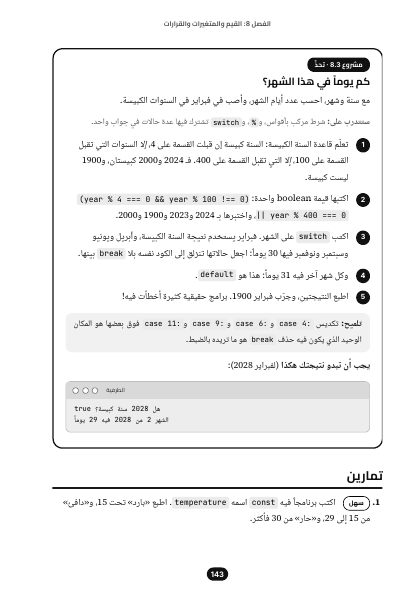 الفصل 8: القيم والمتغيرات والقرارات
مشروع 8.3 · تحدٍّ
كم يوماً في هذا الشهر؟
مع سنة وشهر، احسب عدد أيام الشهر، وأصب في فبراير في السنوات الكبيسة.
ستتدرب على: شرط مركب بأقواس، و %، و switch تشترك فيها عدة حالات في جواب واحد.
1 تعلّم قاعدة السنة الكبيسة: السنة كبيسة إن قبلت القسمة على 4، إلا السنوات التي تقبل
القسمة على 100، إلا التي تقبل القسمة على 400. فـ 2024 و2000 كبيستان، و1900
ليست كبيسة.
2 اكتبها قيمة boolean واحدة: (year % 4 === 0 && year % 100 !== 0)
|| year % 400 === 0، واختبرها بـ 2024 و2023 و1900 و2000.
3 اكتب switch على الشهر. فبراير يستخدم نتيجة السنة الكبيسة، وأبريل ويونيو
وسبتمبر ونوفمبر فيها 30 يوماً: اجعل حالاتها تنزلق إلى الكود نفسه بلا break بينها.
4 وكل شهر آخر فيه 31 يوماً: هذا هو default.
5 اطبع النتيجتين، وجرّب فبراير 1900. برامج حقيقية كثيرة أخطأت فيه!
تلميح: تكديس case 4: و case 6: و case 9: و case 11: فوق بعضها هو المكان
الوحيد الذي يكون فيه حذف break هو ما تريده بالضبط.
يجب أن تبدو نتيجتك هكذا (لفبراير 2028):
الطرفية
هل 2028 سنة كبيسة؟ true
الشهر 2 من 2028 فيه 29 يوماً
تمارين
1. سهل اكتب برنامجاً فيه const اسمه temperature. اطبع «بارد» تحت 15، و«دافئ»
من 15 إلى 29، و«حار» من 30 فأكثر.
143